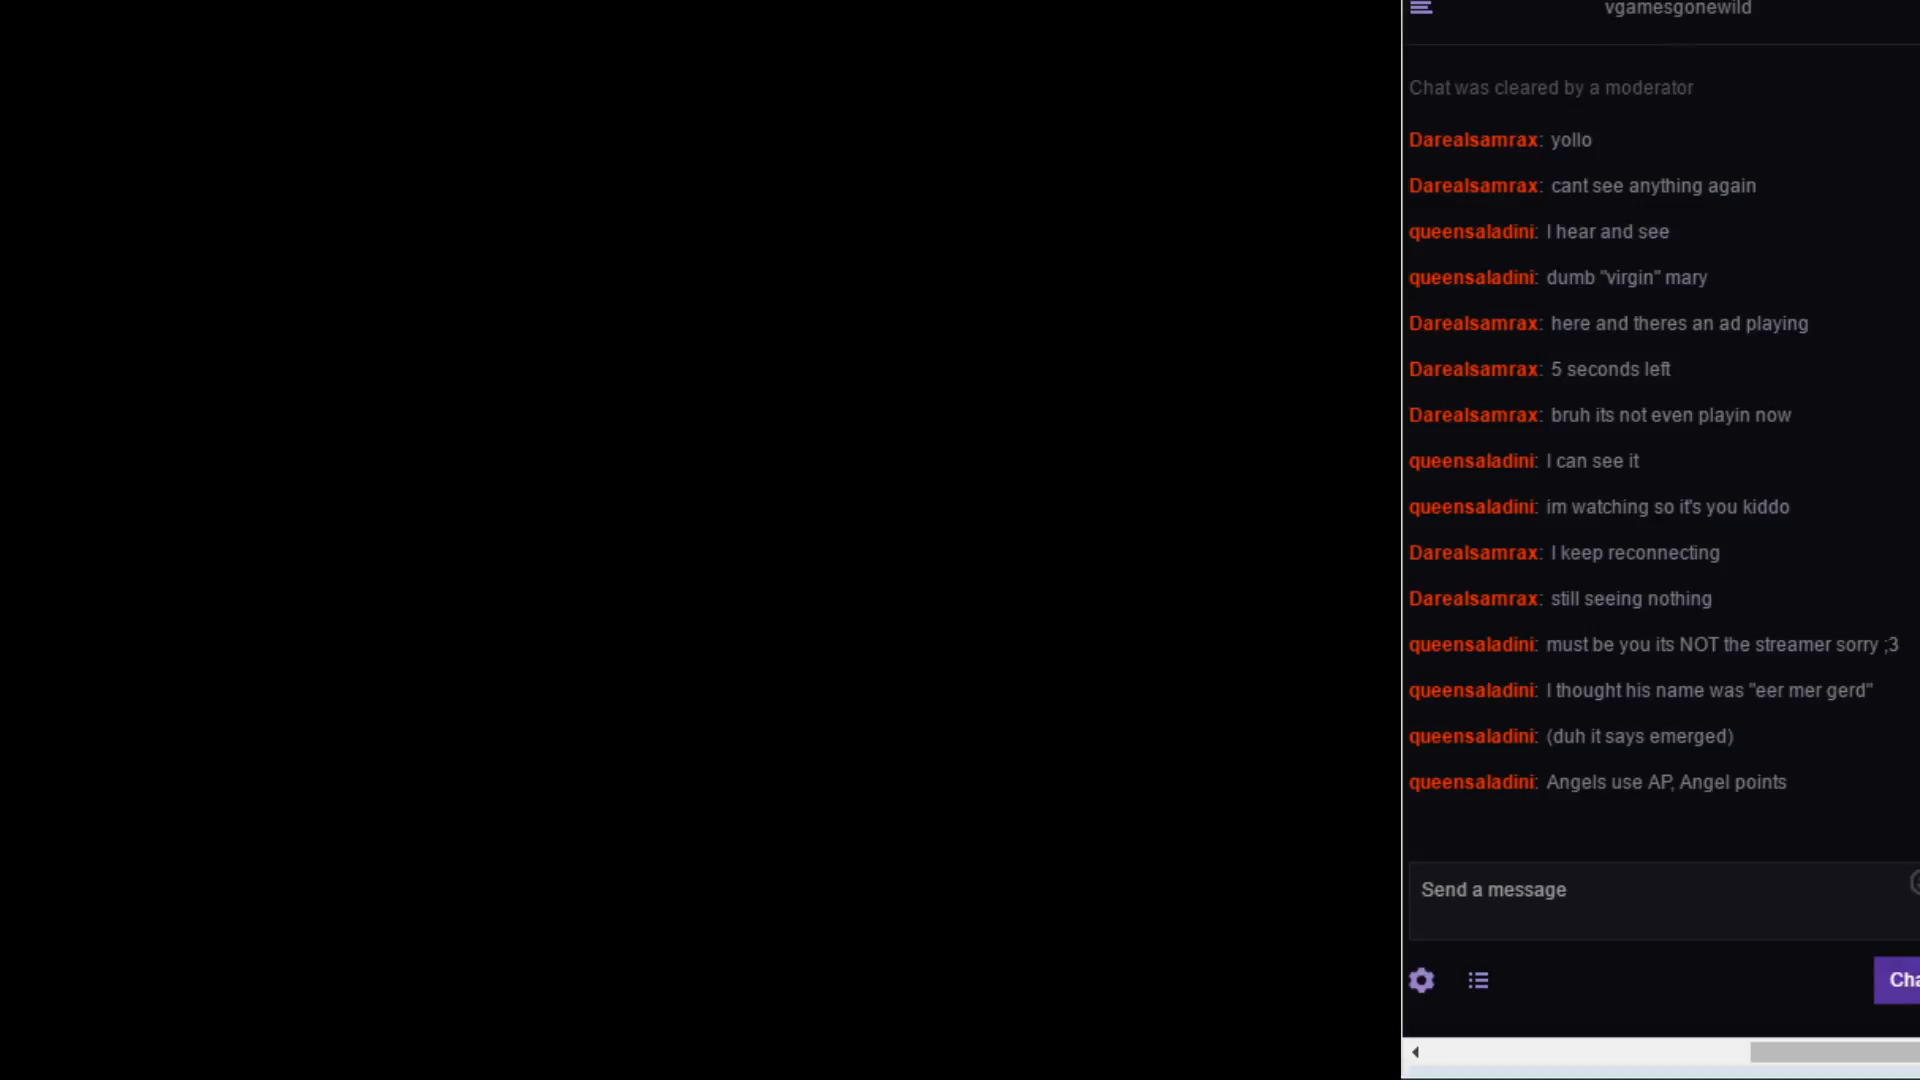 vgamesgonewild
Chat was cleared by a moderator
Darealsamrax: yollo
Darealsamrax: cant see anything again
queensaladini: I hear and see
queensaladini: dumb "virgin" mary
Darealsamrax: here and theres an ad playing
Darealsamrax: 5 seconds left
Darealsamrax: bruh its not even playin now
queensaladini: I can see it
queensaladini: im watching so it's you kiddo
Darealsamrax: I keep reconnecting
Darealsamrax: still seeing nothing
queensaladini: must be you its NOT the streamer sorry ;3
queensaladini: I thought his name was "eer mer gerd"
queensaladini: (duh it says emerged)
queensaladini: Angels use AP, Angel points
Send a message
Cha